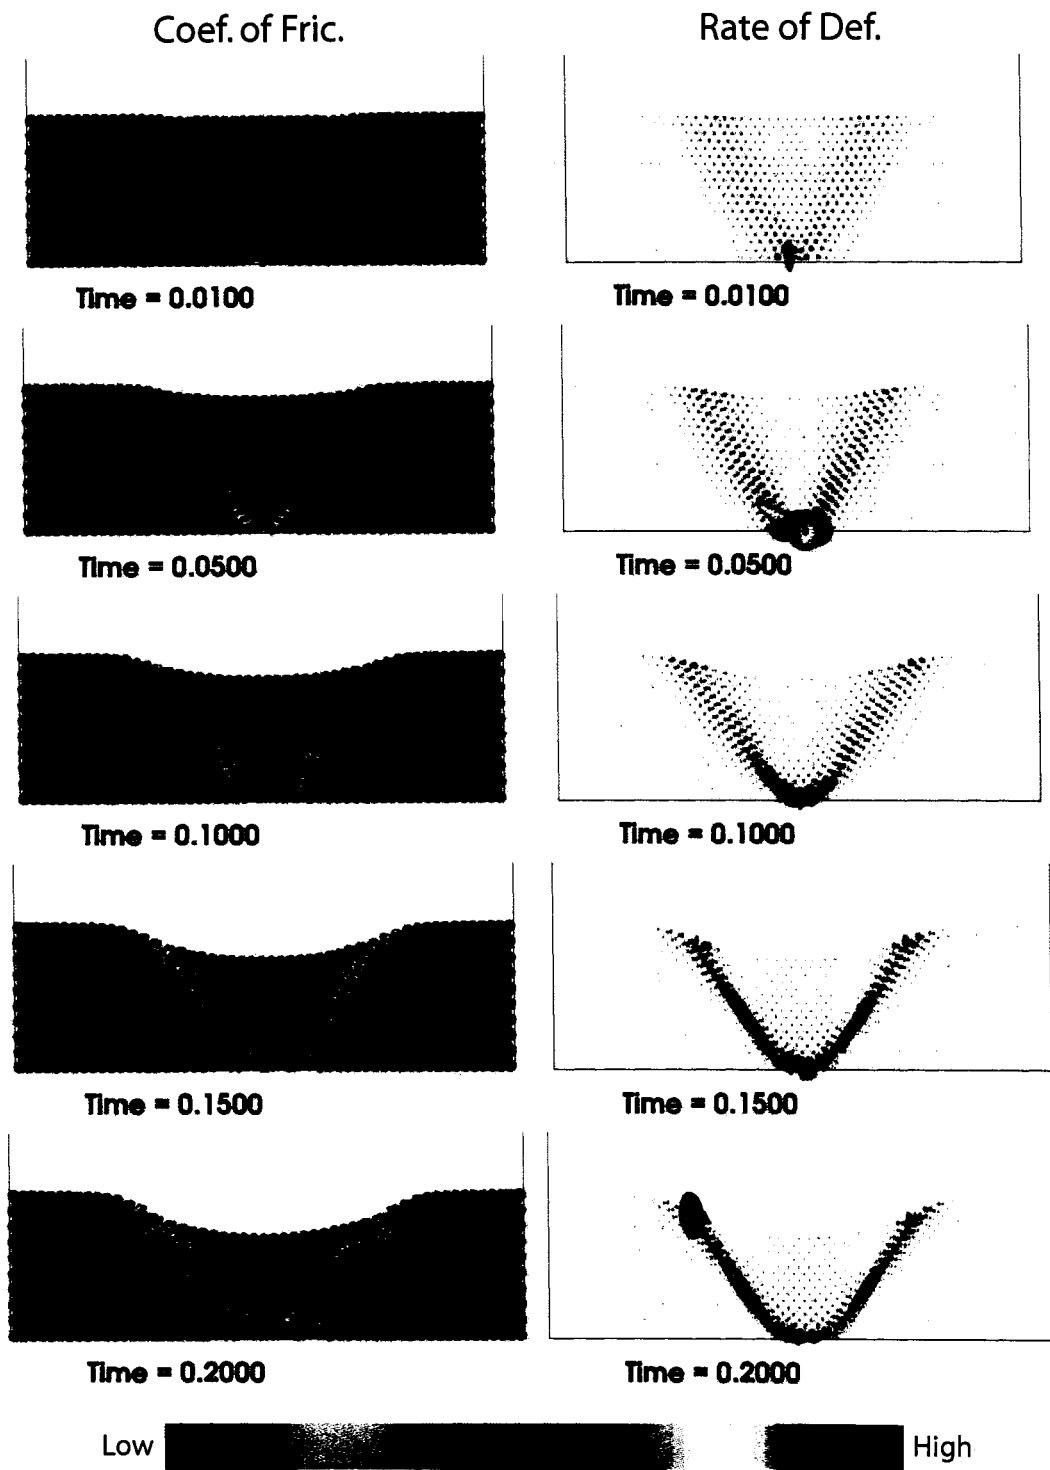 Coef. of Fric.
Rate of Def.
Time = 0.0100
Time = 0.0100
Time = 0.0500
Time = 0.0500
Time = 0.1000
Time = 0.1000
Time = 0.1500
Time = 0.1500
Time = 0.2000
Time = 0.2000
Low
High